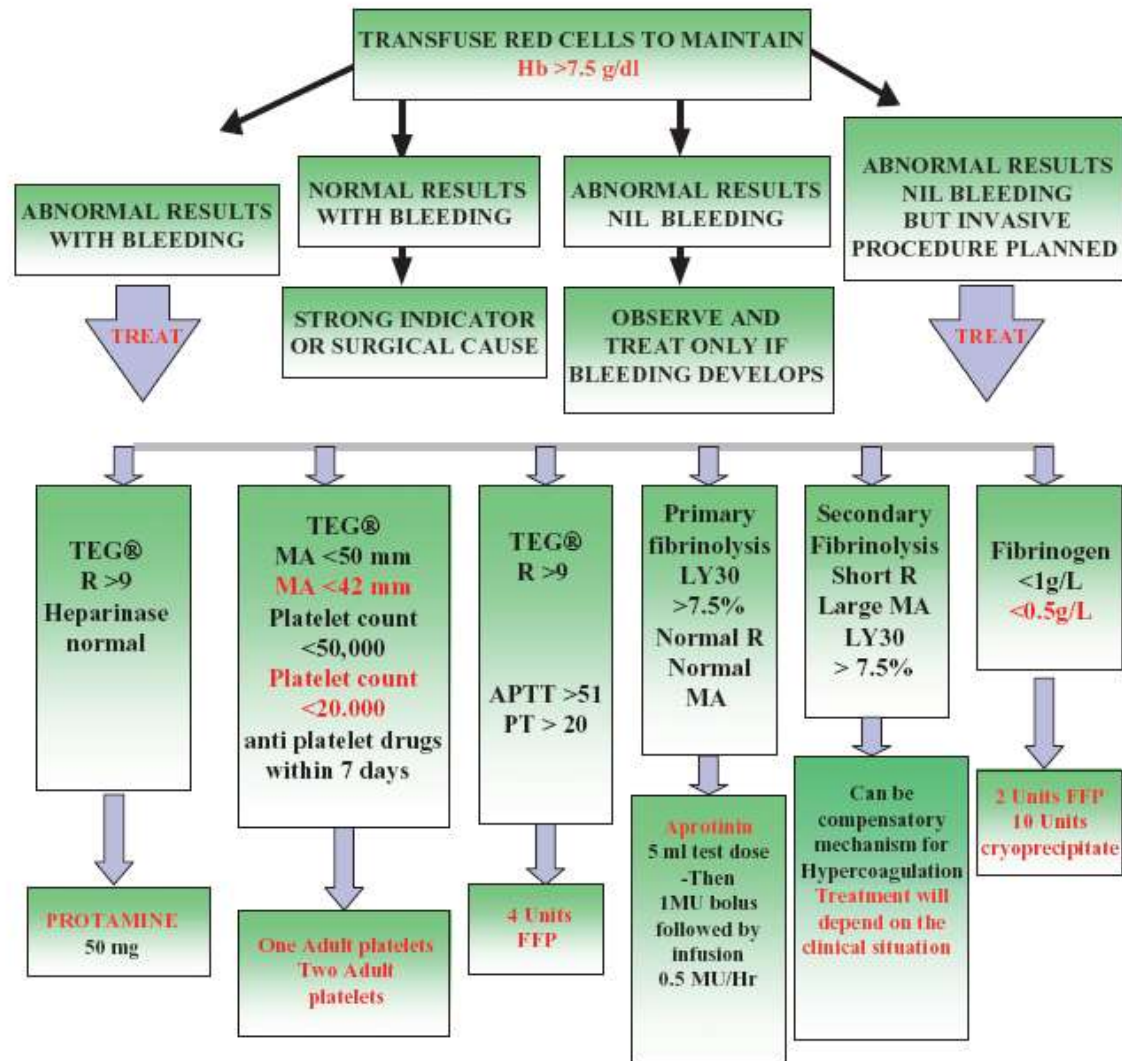 TRANSFUSE RED CELLS TO MAINTAIN
Hb >7.5 g/dl
ABNORMAL RESULTS
WITH BLEEDING
NORMAL RESULTS
WITH BLEEDING
ABNORMAL RESULTS
NIL BLEEDING
ABNORMAL RESULTS
NIL BLEEDING
BUT INVASIVE
PROCEDURE PLANNED
TREAT
STRONG INDICATOR
OR SURGICAL CAUSE
OBSERVE AND
TREAT ONLY IF
BLEEDING DEVELOPS
TREAT
TEG®
R >9
Heparinase
normal
TEG®
MA <50 mm
MA <42 mm
Platelet count
<50,000
Platelet count
<20.000
anti platelet drugs
within 7 days
TEG®
R >9
APTT >51
PT > 20
Primary
fibrinolysis
LY30
>7.5%
Normal R
Normal
MA
Secondary
Fibrinolysis
Short R
Large MA
LY30
> 7.5%
Fibrinogen
<1g/L
<0.5g/L
PROTAMINE
50 mg
One Adult platelets
Two Adult
platelets
4 Units
FFP
Aprotinin
5 ml test dose
-Then
1MU bolus
followed by
infusion
0.5 MU/Hr
Can be
compensatory
mechanism for
Hypercoagulation
Treatment will
depend on the
clinical situation
2 Units FFP
10 Units
cryoprecipitate